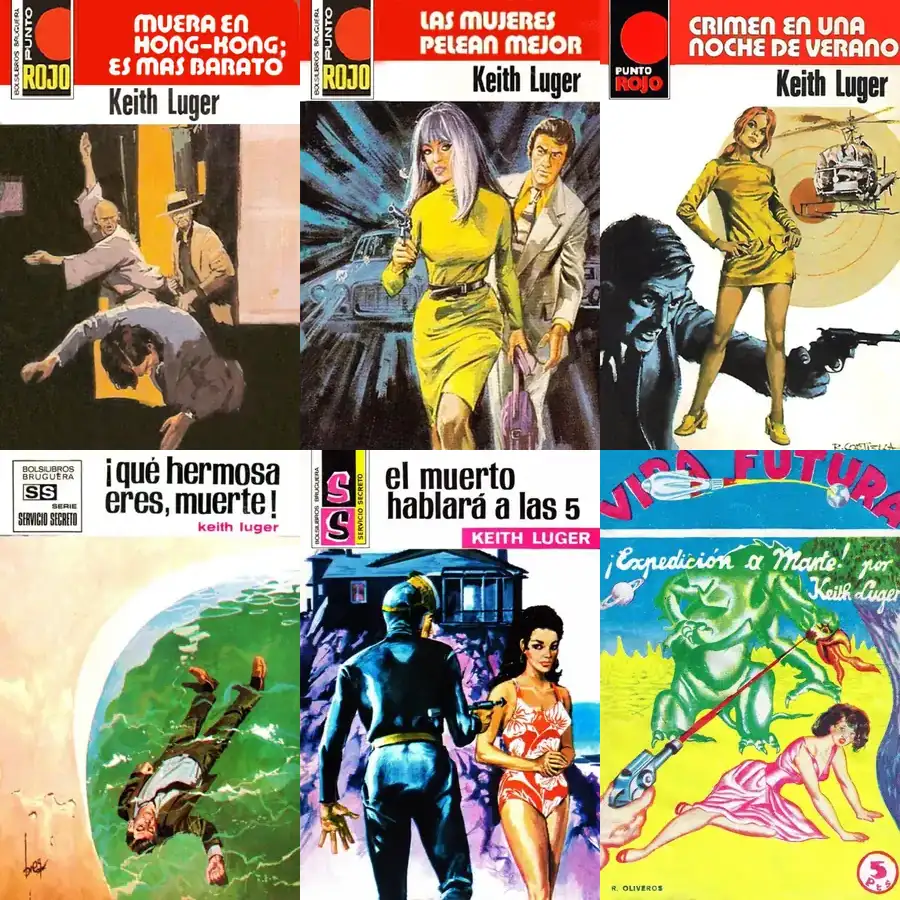 BOLSILIBROS BRUGUERA
PUNTO
ROJO
MUERA EN
HONG-KONG;
ES MAS BARATO
Keith Luger
BOLSILIBROS BRUGUERA
PUNTO
ROJO
LAS MUJERES
PELEAN MEJOR
Keith Luger
PUNTO
ROJO
CRIMEN EN UNA
NOCHE DE VERANO
Keith Luger
BOLSILIBROS
BRUGUERA
SS
SERIE
SERVICIO SECRETO
¡qué hermosa
eres, muerte!
keith luger
BOLSILIBROS BRUGUERA
SS
SERVICIO SECRETO
el muerto
hablará a las 5
KEITH LUGER
VIDA FUTURA
¡Expedición a Marte! por
Keith Luger
R. OLIVEROS
5
Pts